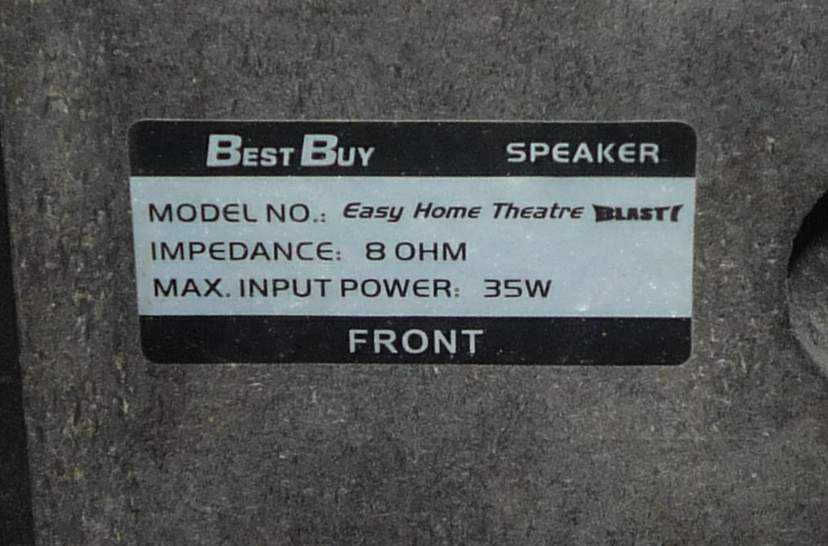 BEST BUY SPEAKER
MODEL NO.: Easy Home Theatre BLAST!
IMPEDANCE: 8 OHM
MAX. INPUT POWER: 35W
FRONT